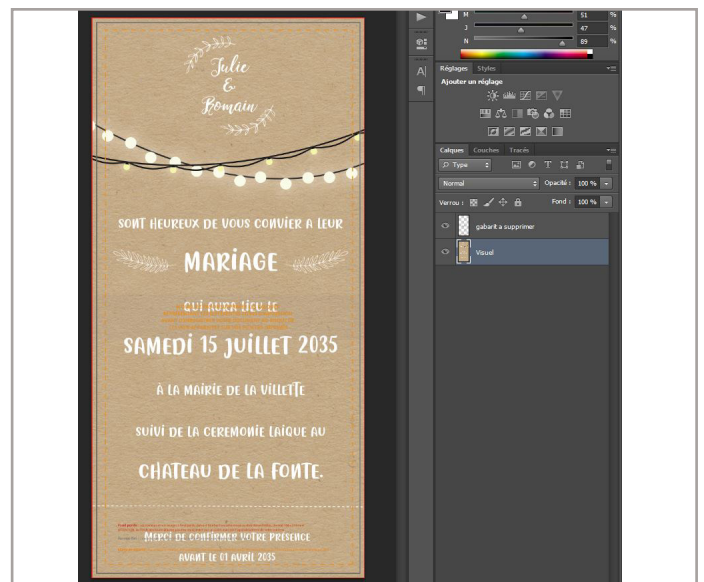 Julie
&
Romain
SONT HEUREUX DE VOUS CONVIER A LEUR
MARIAGE
QUI AURA LIEU LE
SAMEDI 15 JUILLET 2035
À LA MAIRIE DE LA VILLETTE
SUIVI DE LA CEREMONIE LAIQUE AU
CHATEAU DE LA FONTE.
MERCI DE CONFIRMER VOTRE PRÉSENCE
AVANT LE 01 AVRIL 2035
M 51 %
J 47 %
N 89 %
Réglages Styles
Ajouter un réglage
Calques Couches Tracés
Type
Normal Opacité : 100 %
Verrou : Fond : 100 %
gabarit a supprimer
Visuel